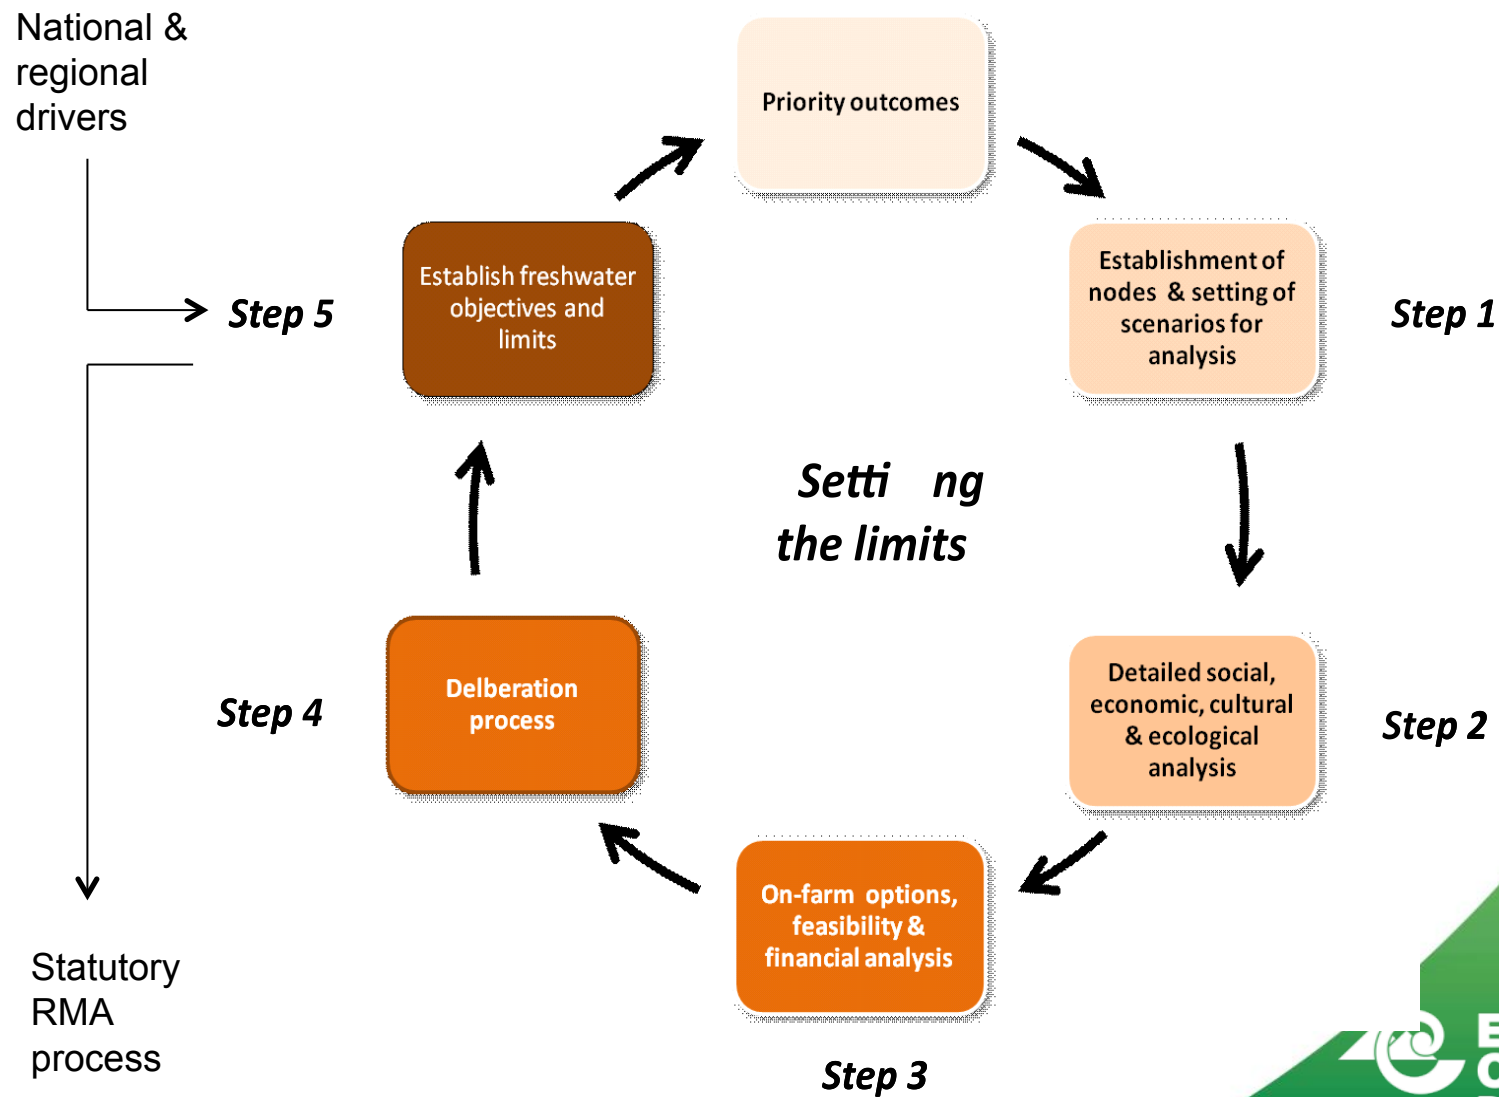 National &
regional
drivers
Priority outcomes
Establishment of
nodes & setting of
scenarios for
analysis
Step 1
Detailed social,
economic, cultural
& ecological
analysis
Step 2
On-farm options,
feasibility &
financial analysis
Step 3
Delberation
process
Step 4
Establish freshwater
objectives and
limits
Step 5
Setti ng
the limits
Statutory
RMA
process